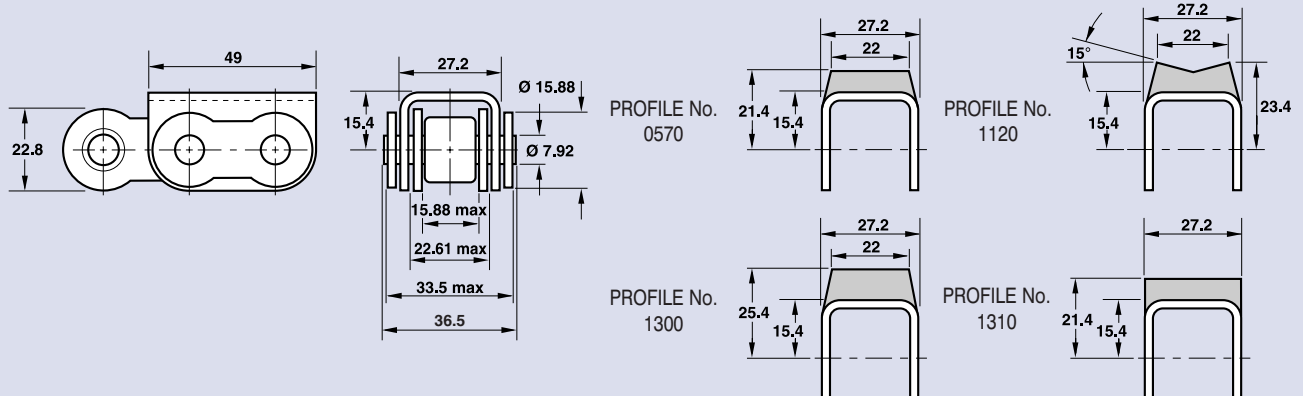 49
22.8
27.2
Ø 15.88
15.4
Ø 7.92
15.88 max
22.61 max
33.5 max
36.5
PROFILE No.
0570
27.2
22
21.4
15.4
PROFILE No.
1120
27.2
22
15°
15.4
23.4
PROFILE No.
1300
27.2
22
25.4
15.4
PROFILE No.
1310
27.2
21.4
15.4